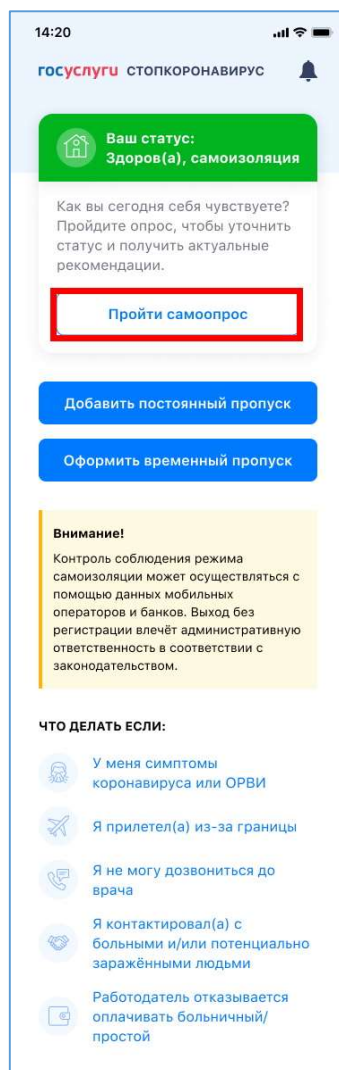 14:20
госуслуги СТОПКОРОНАВИРУС
Ваш статус:
Здоров(а), самоизоляция
Как вы сегодня себя чувствуете?
Пройдите опрос, чтобы уточнить
статус и получить актуальные
рекомендации.
Пройти самоопрос
Добавить постоянный пропуск
Оформить временный пропуск
Внимание!
Контроль соблюдения режима
самоизоляции может осуществляться с
помощью данных мобильных
операторов и банков. Выход без
регистрации влечёт административную
ответственность в соответствии с
законодательством.
ЧТО ДЕЛАТЬ ЕСЛИ:
У меня симптомы
коронавируса или ОРВИ
Я прилетел(а) из-за границы
Я не могу дозвониться до
врача
Я контактировал(а) с
больными и/или потенциально
заражёнными людьми
Работодатель отказывается
оплачивать больничный/
простой